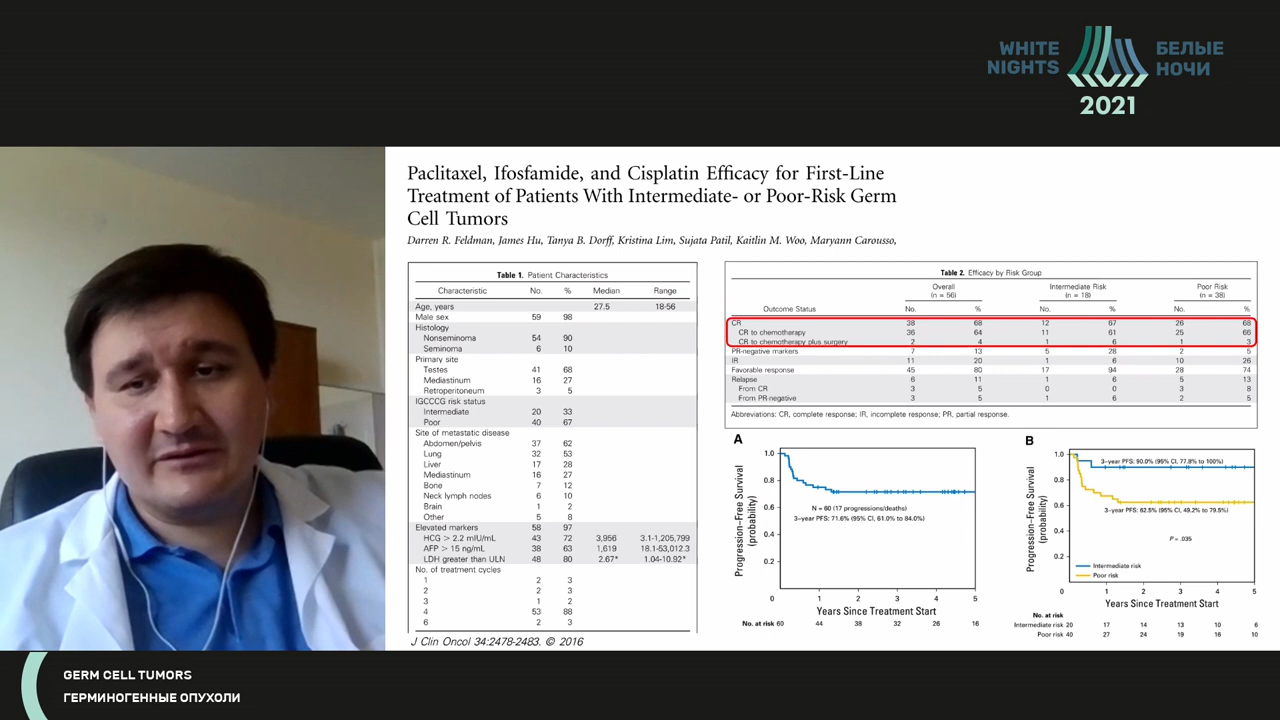 WHITE NIGHTS
БЕЛЫЕ НОЧИ
2021
Paclitaxel, Ifosfamide, and Cisplatin Efficacy for First-Line
Treatment of Patients With Intermediate- or Poor-Risk Germ
Cell Tumors
Darren R. Feldman, James Hu, Tanya B. Dorff, Kristina Lim, Sujata Patil, Kaitlin M. Woo, Maryann Carousso,
Table 1. Patient Characteristics
Characteristic No. % Median Range
Age, years 27.5 18-56
Male sex 59 98
Histology
Nonseminoma 54 90
Seminoma 6 10
Primary site
Testes 41 68
Mediastinum 16 27
Retroperitoneum 3 5
IGCCCG risk status
Intermediate 20 33
Poor 40 67
Site of metastatic disease
Abdomen/pelvis 37 62
Lung 32 53
Liver 17 28
Mediastinum 16 27
Bone 7 12
Neck lymph nodes 6 10
Brain 1 2
Other 5 8
Elevated markers 58 97
HCG > 2.2 mIU/mL 43 72 3,956 3.1-1,205,799
AFP > 15 ng/mL 38 63 1,619 18.1-53,012.3
LDH greater than ULN 48 80 2.67* 1.04-10.92*
No. of treatment cycles
1 2 3
2 2 3
3 1 2
4 53 88
6 2 3
J Clin Oncol 34:2478-2483. © 2016
Table 2. Efficacy by Risk Group
Overall (n = 56) Intermediate Risk (n = 18) Poor Risk (n = 38)
Outcome Status No. % No. % No. %
CR 38 68 12 67 26 68
CR to chemotherapy 36 64 11 61 25 66
CR to chemotherapy plus surgery 2 4 1 6 1 3
PR-negative markers 7 13 5 28 2 5
IR 11 20 1 6 10 26
Favorable response 45 80 17 94 28 74
Relapse 6 11 1 6 5 13
From CR 3 5 0 0 3 8
From PR-negative 3 5 1 6 2 5
Abbreviations: CR, complete response; IR, incomplete response; PR, partial response.
A
Progression–Free Survival (probability)
1.0
0.8
0.6
0.4
0.2
N = 60 (17 progressions/deaths)
3–year PFS: 71.6% (95% CI, 61.0% to 84.0%)
0 1 2 3 4 5
Years Since Treatment Start
No. at risk 60 44 38 32 26 16
B
Progression–Free Survival (probability)
1.0
0.8
0.6
0.4
0.2
3–year PFS: 90.0% (95% CI, 77.8% to 100%)
3–year PFS: 62.5% (95% CI, 49.2% to 79.5%)
P = .035
Intermediate risk
Poor risk
0 1 2 3 4 5
Years Since Treatment Start
No. at risk
Intermediate risk 20 17 14 13 10 6
Poor risk 40 27 24 19 16 10
GERM CELL TUMORS
ГЕРМИНОГЕННЫЕ ОПУХОЛИ